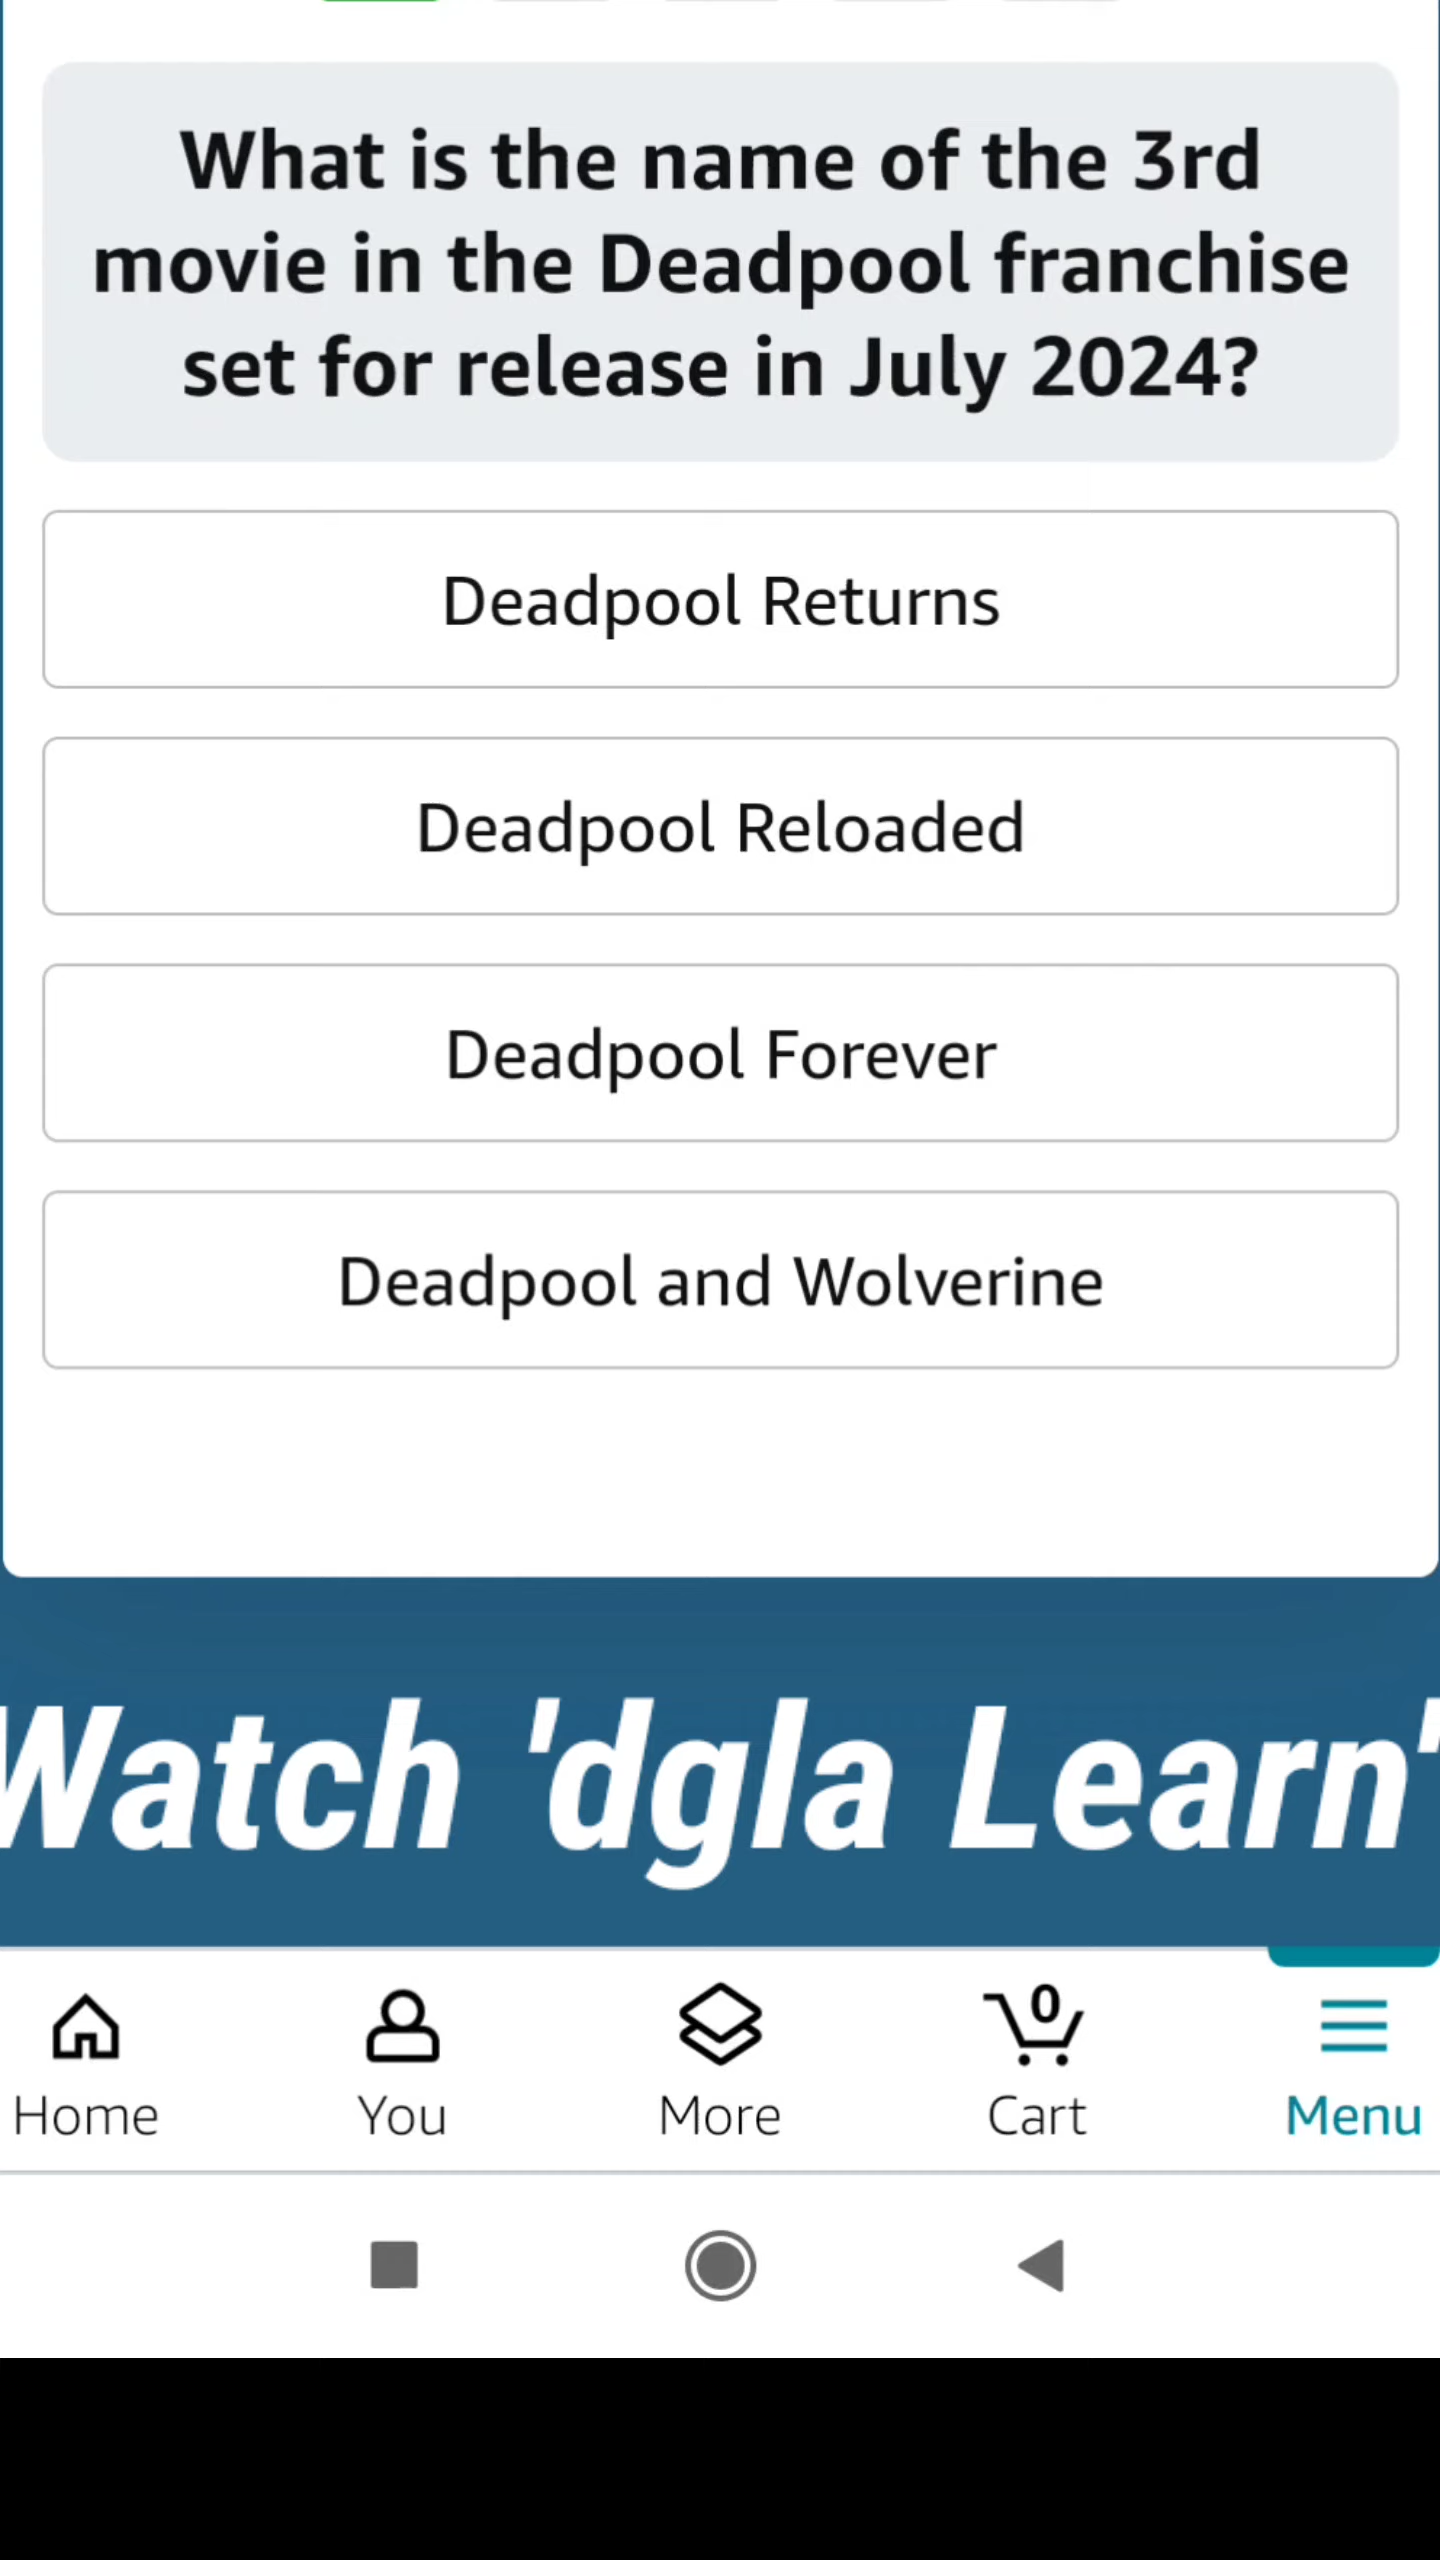 What is the name of the 3rd
movie in the Deadpool franchise
set for release in July 2024?
Deadpool Returns
Deadpool Reloaded
Deadpool Forever
Deadpool and Wolverine
Watch 'dgla Learn'
0
Home You More Cart Menu